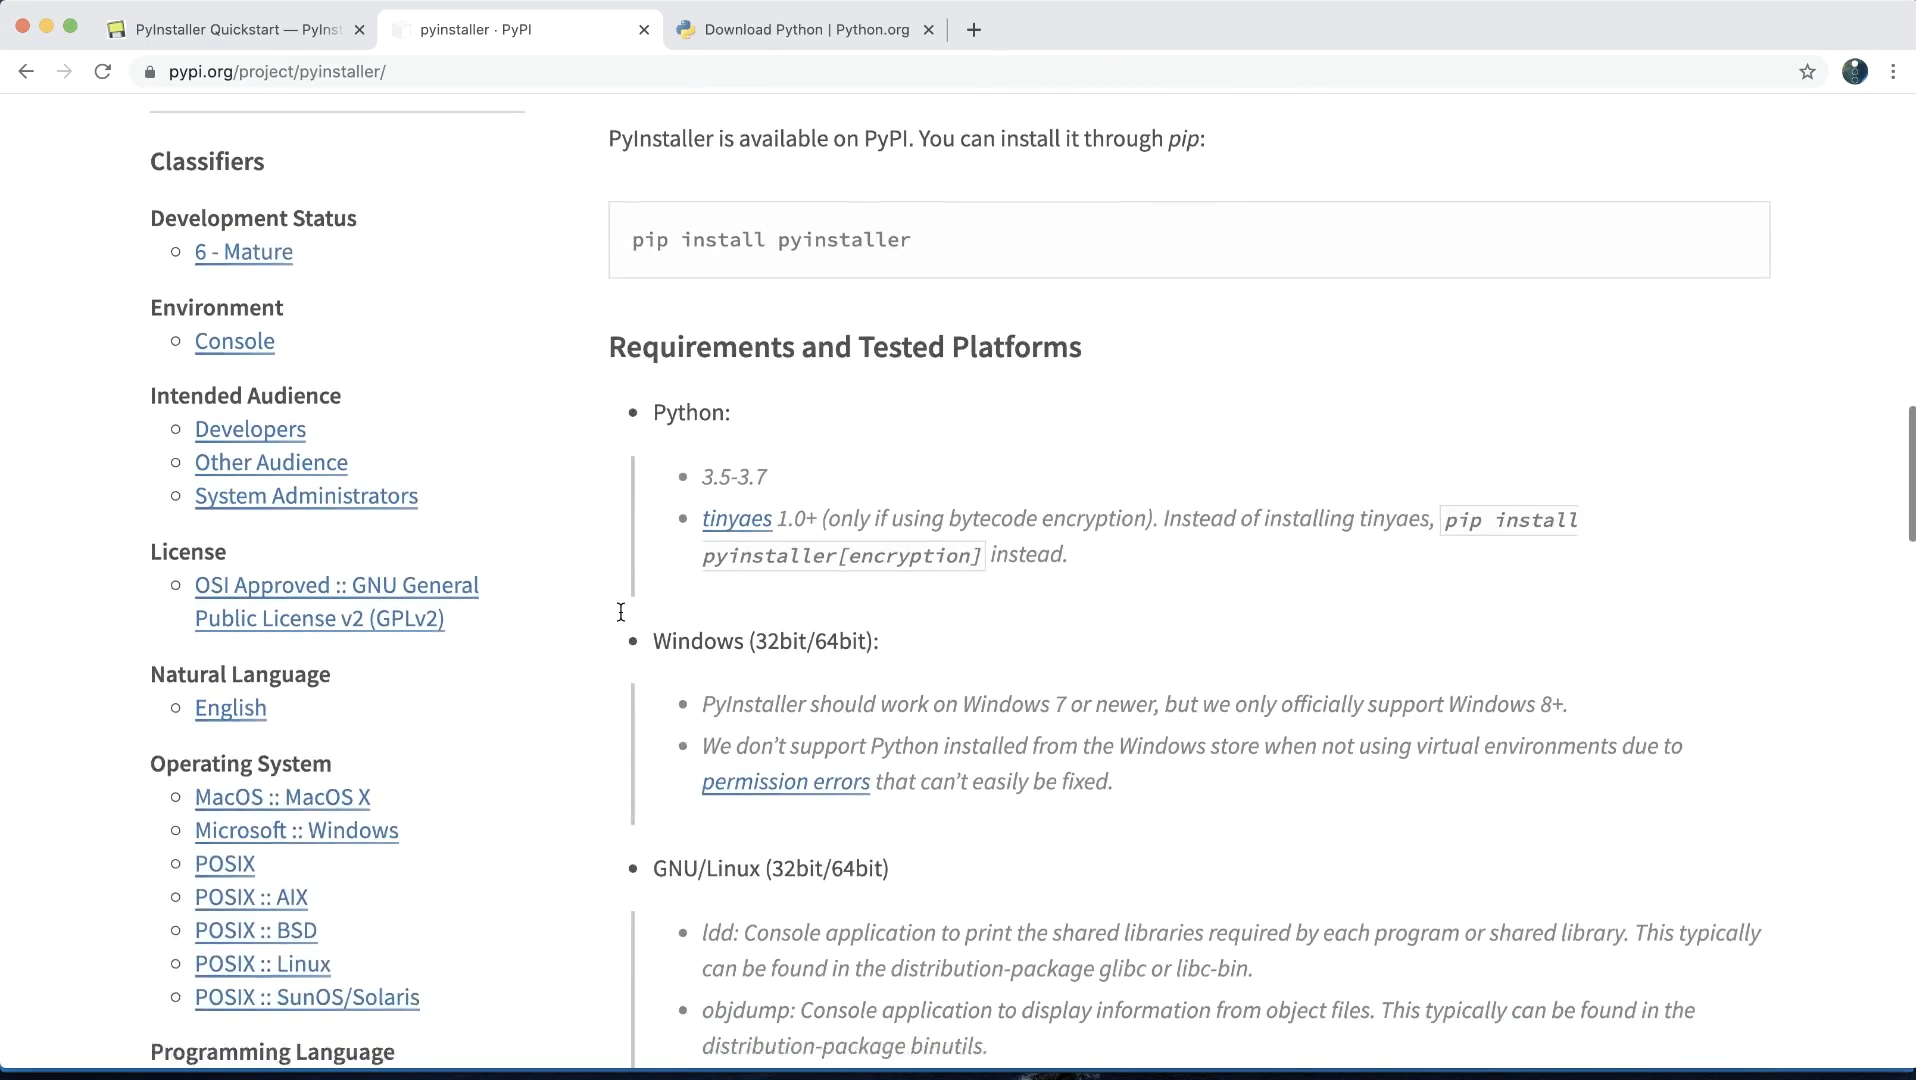 PyInstaller Quickstart — PyInst
pyinstaller · PyPI
Download Python | Python.org
pypi.org/project/pyinstaller/
Classifiers
Development Status
6 - Mature
Environment
Console
Intended Audience
Developers
Other Audience
System Administrators
License
OSI Approved :: GNU General
Public License v2 (GPLv2)
Natural Language
English
Operating System
MacOS :: MacOS X
Microsoft :: Windows
POSIX
POSIX :: AIX
POSIX :: BSD
POSIX :: Linux
POSIX :: SunOS/Solaris
Programming Language
PyInstaller is available on PyPI. You can install it through pip:
pip install pyinstaller
Requirements and Tested Platforms
Python:
3.5-3.7
tinyaes 1.0+ (only if using bytecode encryption). Instead of installing tinyaes, pip install
pyinstaller[encryption] instead.
Windows (32bit/64bit):
PyInstaller should work on Windows 7 or newer, but we only officially support Windows 8+.
We don’t support Python installed from the Windows store when not using virtual environments due to
permission errors that can’t easily be fixed.
GNU/Linux (32bit/64bit)
ldd: Console application to print the shared libraries required by each program or shared library. This typically
can be found in the distribution-package glibc or libc-bin.
objdump: Console application to display information from object files. This typically can be found in the
distribution-package binutils.